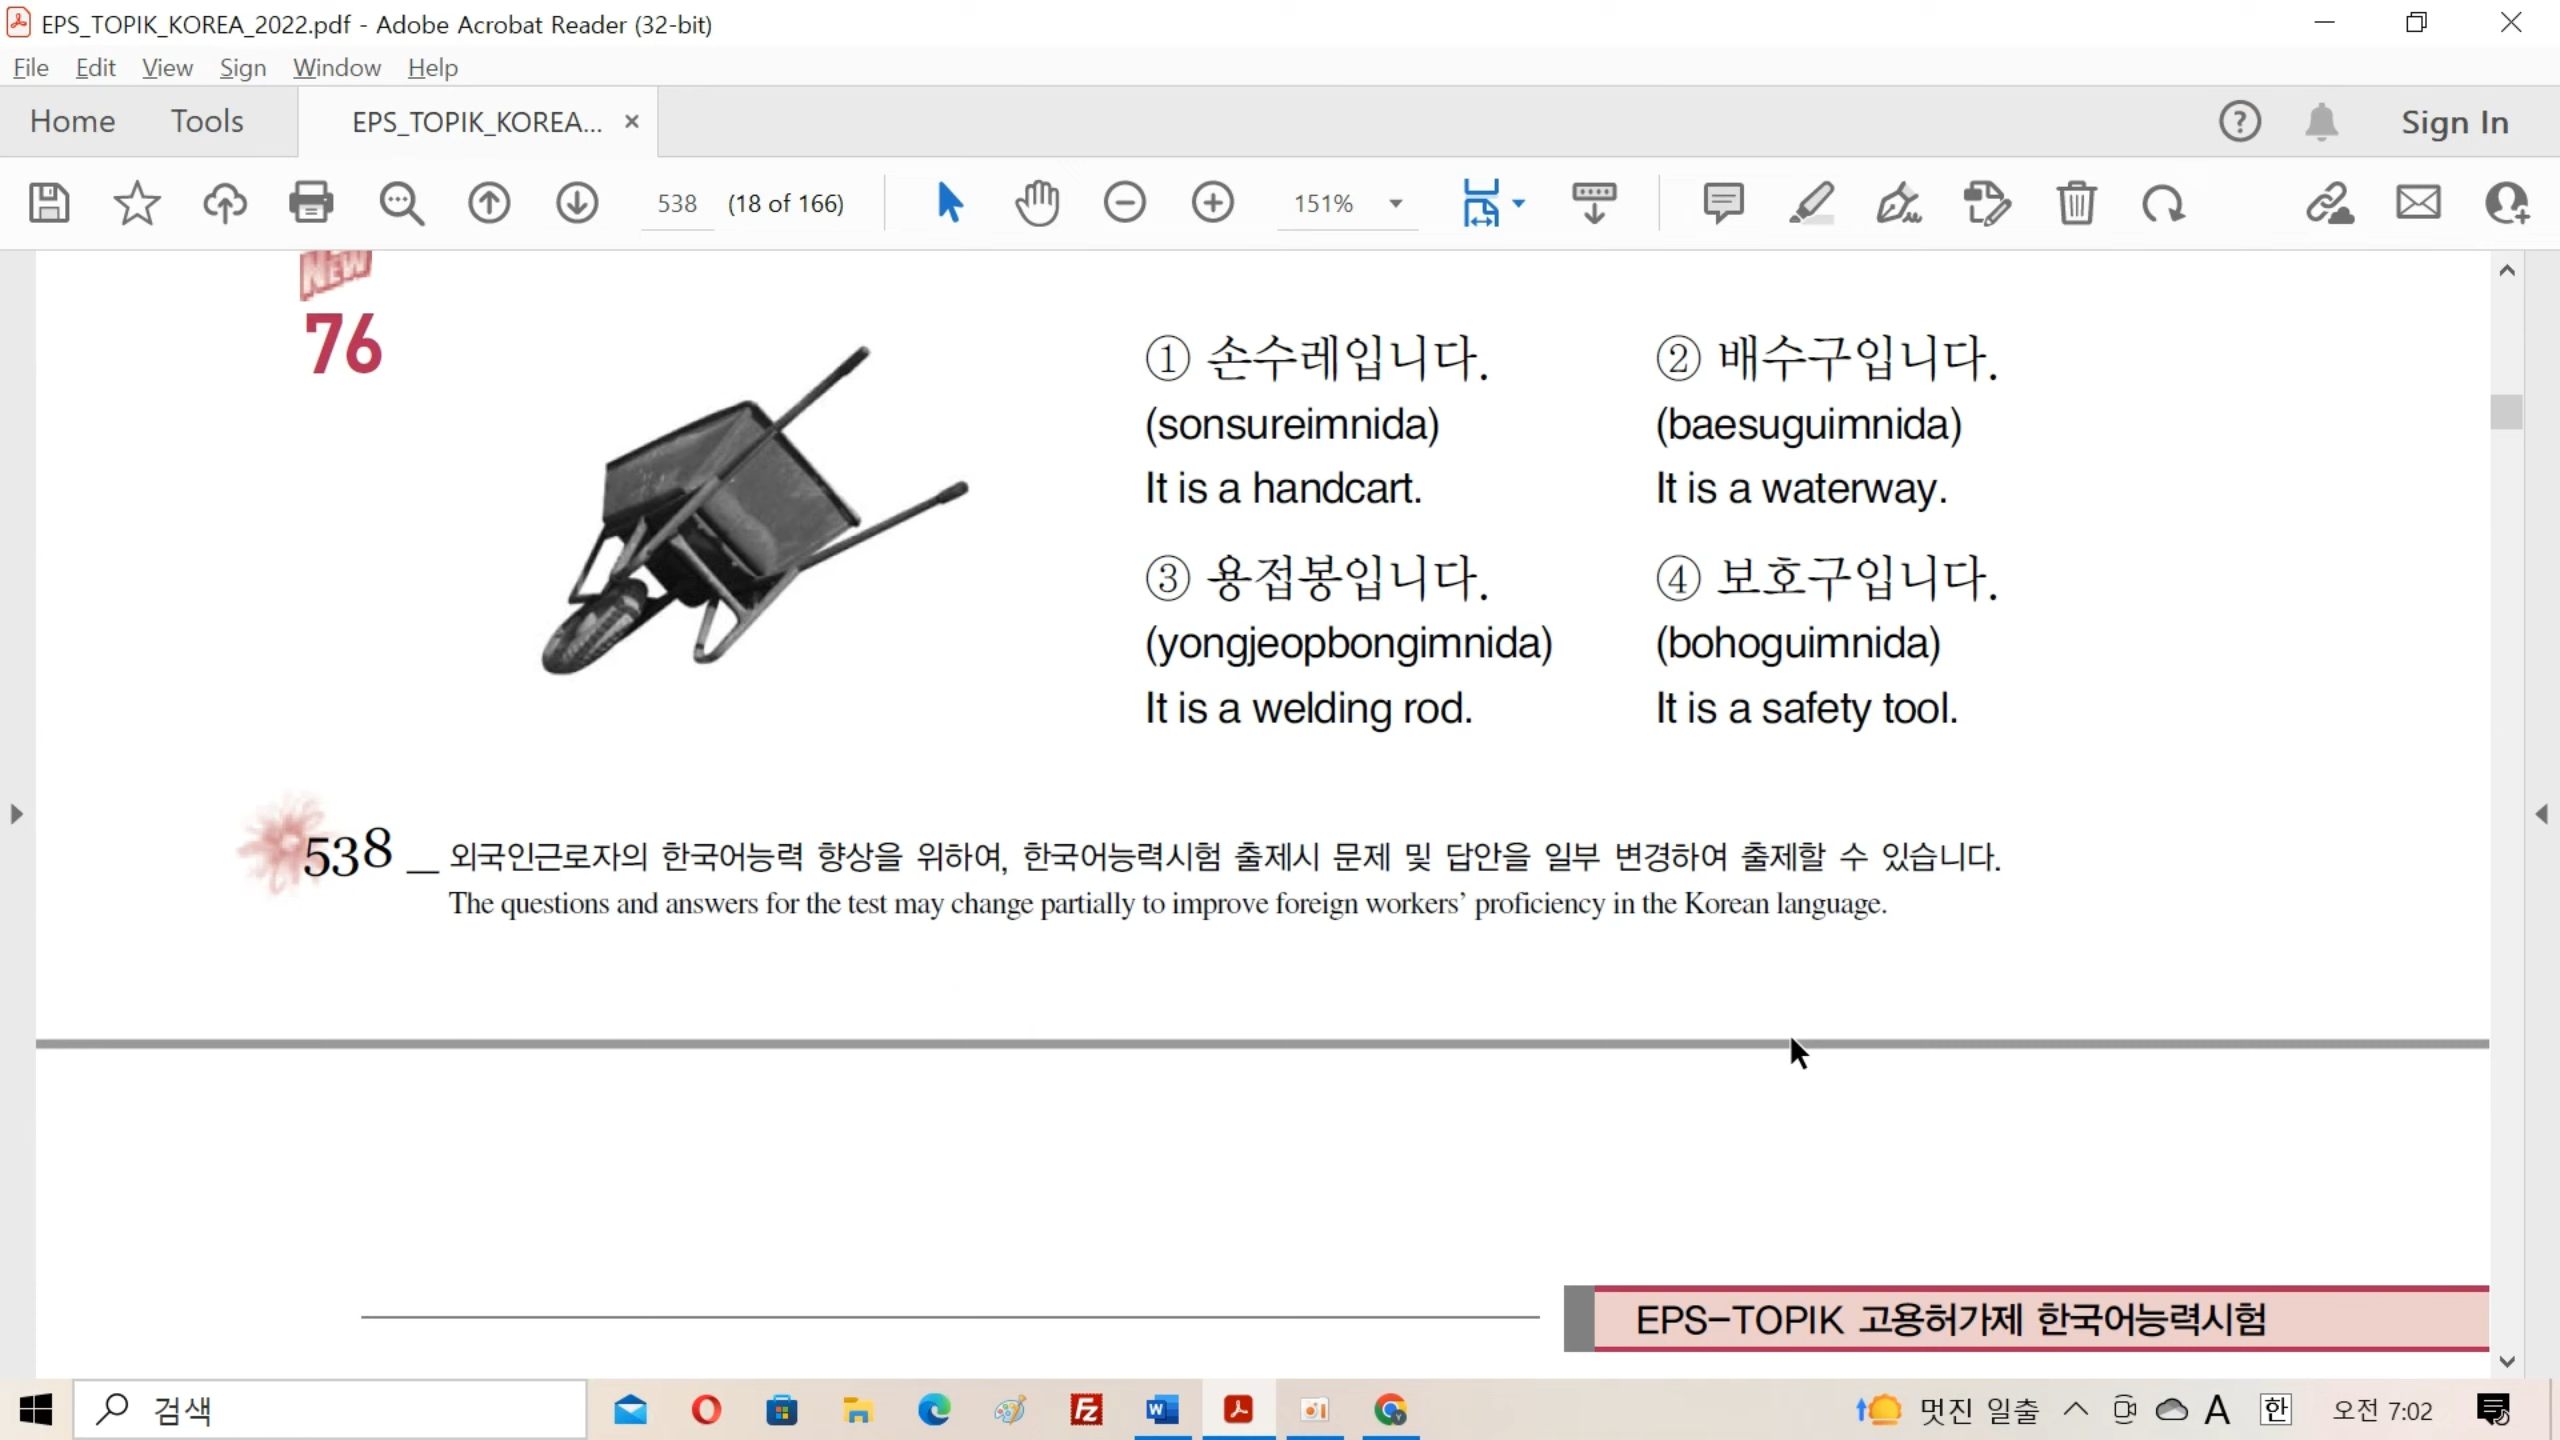 EPS_TOPIK_KOREA_2022.pdf - Adobe Acrobat Reader (32-bit)
File Edit View Sign Window Help
Home Tools EPS_TOPIK_KOREA... × Sign In
538 (18 of 166) 151%
NEW
76
① 손수레입니다. ② 배수구입니다.
(sonsureimnida) (baesuguimnida)
It is a handcart. It is a waterway.
③ 용접봉입니다. ④ 보호구입니다.
(yongjeopbongimnida) (bohoguimnida)
It is a welding rod. It is a safety tool.
538 _ 외국인근로자의 한국어능력 향상을 위하여, 한국어능력시험 출제시 문제 및 답안을 일부 변경하여 출제할 수 있습니다.
The questions and answers for the test may change partially to improve foreign workers’ proficiency in the Korean language.
EPS-TOPIK 고용허가제 한국어능력시험
검색 멋진 일출 A 한 오전 7:02